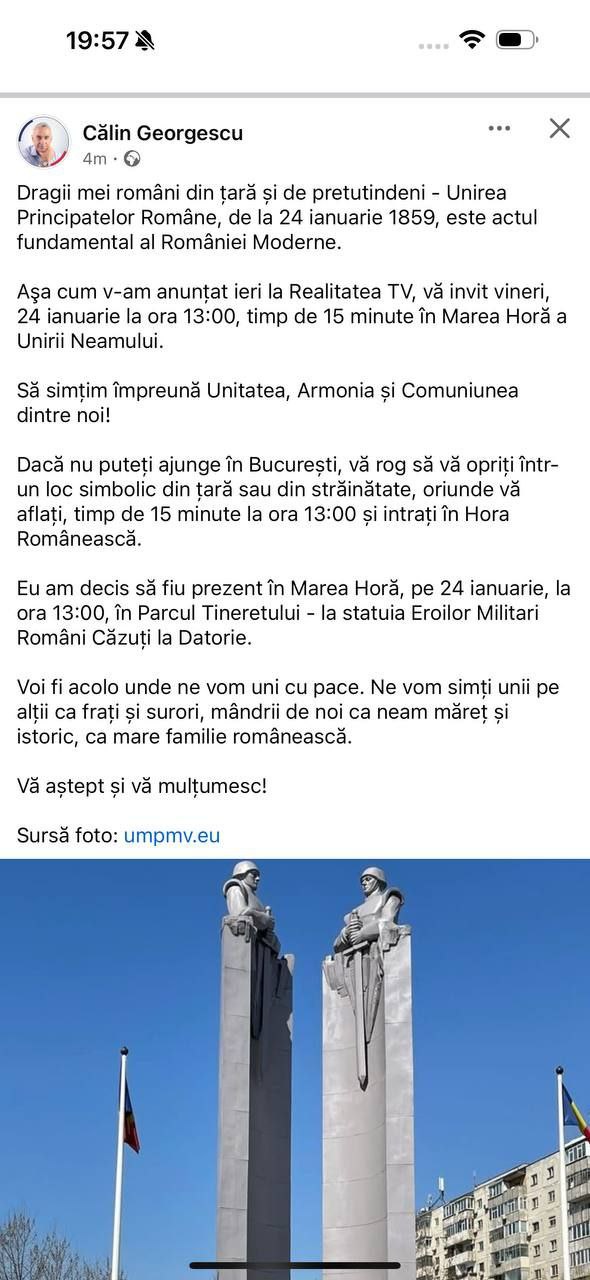 19:57
Călin Georgescu
4m ·
Dragii mei români din țară și de pretutindeni - Unirea
Principatelor Române, de la 24 ianuarie 1859, este actul
fundamental al României Moderne.
Aşa cum v-am anunțat ieri la Realitatea TV, vă invit vineri,
24 ianuarie la ora 13:00, timp de 15 minute în Marea Horă a
Unirii Neamului.
Să simțim împreună Unitatea, Armonia și Comuniunea
dintre noi!
Dacă nu puteți ajunge în București, vă rog să vă opriți într-
un loc simbolic din țară sau din străinătate, oriunde vă
aflați, timp de 15 minute la ora 13:00 și intrați în Hora
Românească.
Eu am decis să fiu prezent în Marea Horă, pe 24 ianuarie, la
ora 13:00, în Parcul Tineretului - la statuia Eroilor Militari
Români Căzuți la Datorie.
Voi fi acolo unde ne vom uni cu pace. Ne vom simți unii pe
alții ca frați și surori, mândrii de noi ca neam măreț și
istoric, ca mare familie românească.
Vă aștept și vă mulțumesc!
Sursă foto: umpmv.eu